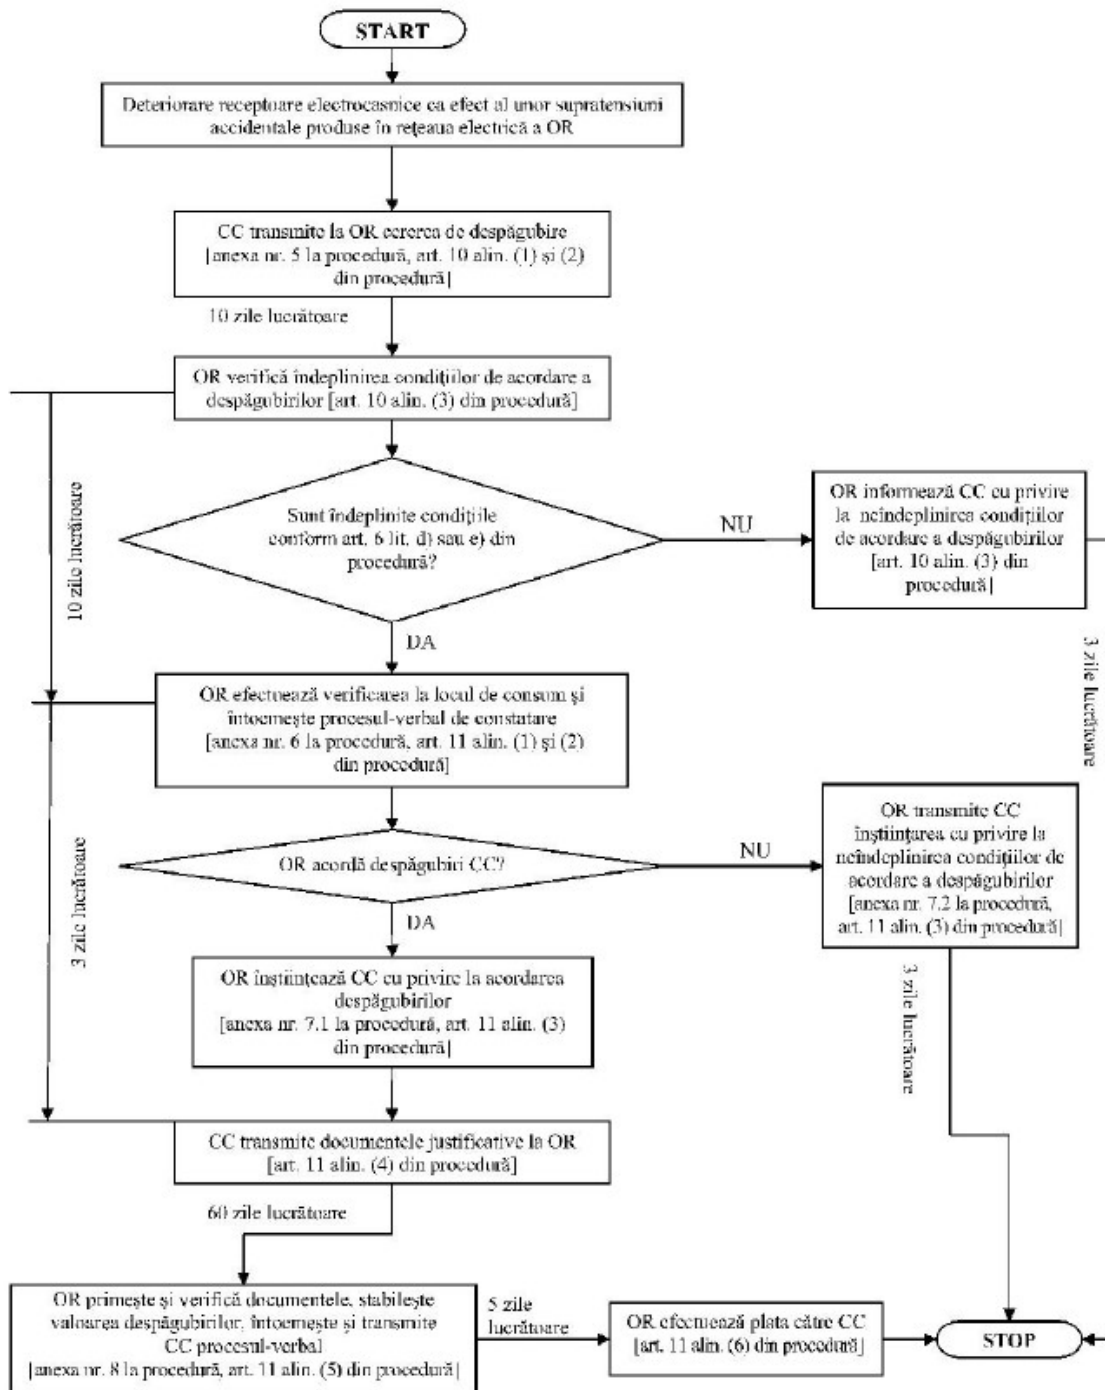 START
Deteriorare receptoare electrocasnice ca efect al unor supratensiuni
accidentale produse în rețeaua electrică a OR
CC transmite la OR cererea de despăgubire
[anexa nr. 5 la procedură, art. 10 alin. (1) și (2)
din procedură]
10 zile lucrătoare
OR verifică îndeplinirea condițiilor de acordare a
despăgubirilor [art. 10 alin. (3) din procedură]
10 zile lucrătoare
Sunt îndeplinite condițiile
conform art. 6 lit. d) sau e) din
procedură?
NU
OR informează CC cu privire
la neîndeplinirea condițiilor
de acordare a despăgubirilor
[art. 10 alin. (3) din
procedură]
3 zile lucrătoare
DA
OR efectuează verificarea la locul de consum și
întocmește procesul-verbal de constatare
[anexa nr. 6 la procedură, art. 11 alin. (1) și (2)
din procedură]
3 zile lucrătoare
OR acordă despăgubiri CC?
NU
OR transmite CC
înștiințarea cu privire la
neîndeplinirea condițiilor de
acordare a despăgubirilor
[anexa nr. 7.2 la procedură,
art. 11 alin. (3) din procedură]
3 zile lucrătoare
DA
OR înștiințează CC cu privire la acordarea
despăgubirilor
[anexa nr. 7.1 la procedură, art. 11 alin. (3)
din procedură]
CC transmite documentele justificative la OR
[art. 11 alin. (4) din procedură]
60 zile lucrătoare
OR primește și verifică documentele, stabilește
valoarea despăgubirilor, întocmește și transmite
CC procesul-verbal
[anexa nr. 8 la procedură, art. 11 alin. (5) din procedură]
5 zile
lucrătoare
OR efectuează plata către CC
[art. 11 alin. (6) din procedură]
STOP